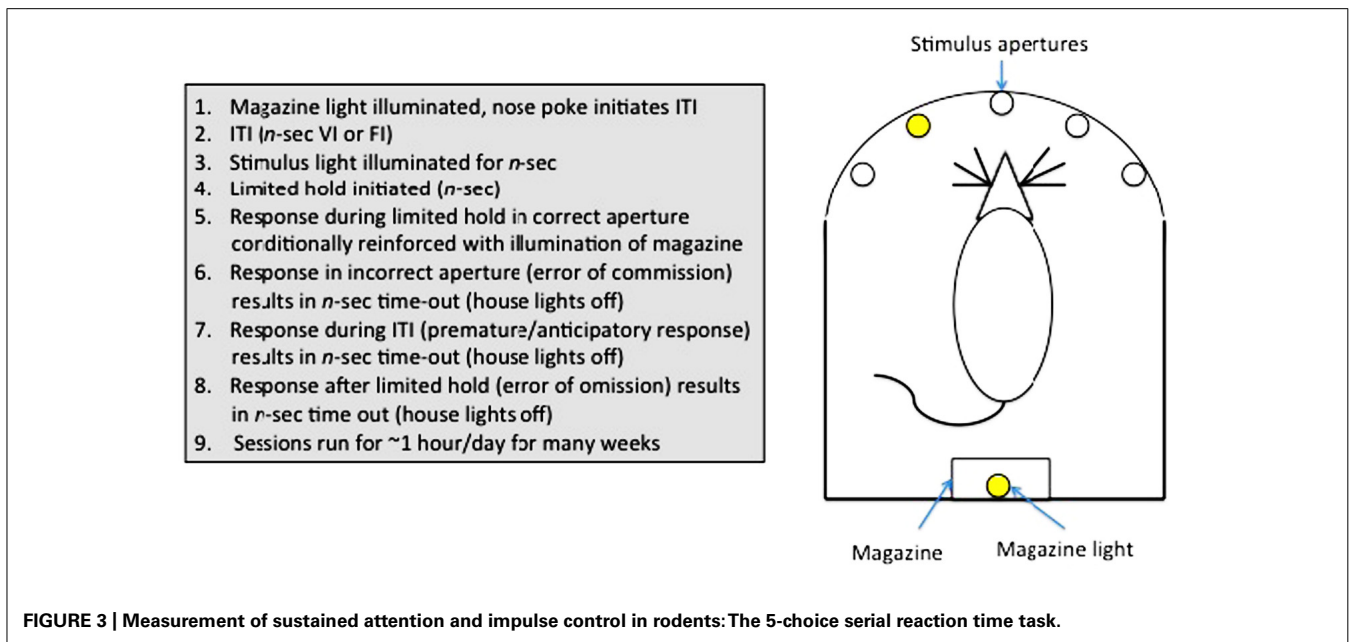 Stimulus apertures
1. Magazine light illuminated, nose poke initiates ITI
2. ITI (n-sec VI or FI)
3. Stimulus light illuminated for n-sec
4. Limited hold initiated (n-sec)
5. Response during limited hold in correct aperture
conditionally reinforced with illumination of magazine
6. Response in incorrect aperture (error of commission)
results in n-sec time-out (house lights off)
7. Response during ITI (premature/anticipatory response)
results in n-sec time-out (house lights off)
8. Response after limited hold (error of omission) results
in n-sec time out (house lights off)
9. Sessions run for ~1 hour/day for many weeks
Magazine
Magazine light
FIGURE 3 | Measurement of sustained attention and impulse control in rodents: The 5-choice serial reaction time task.